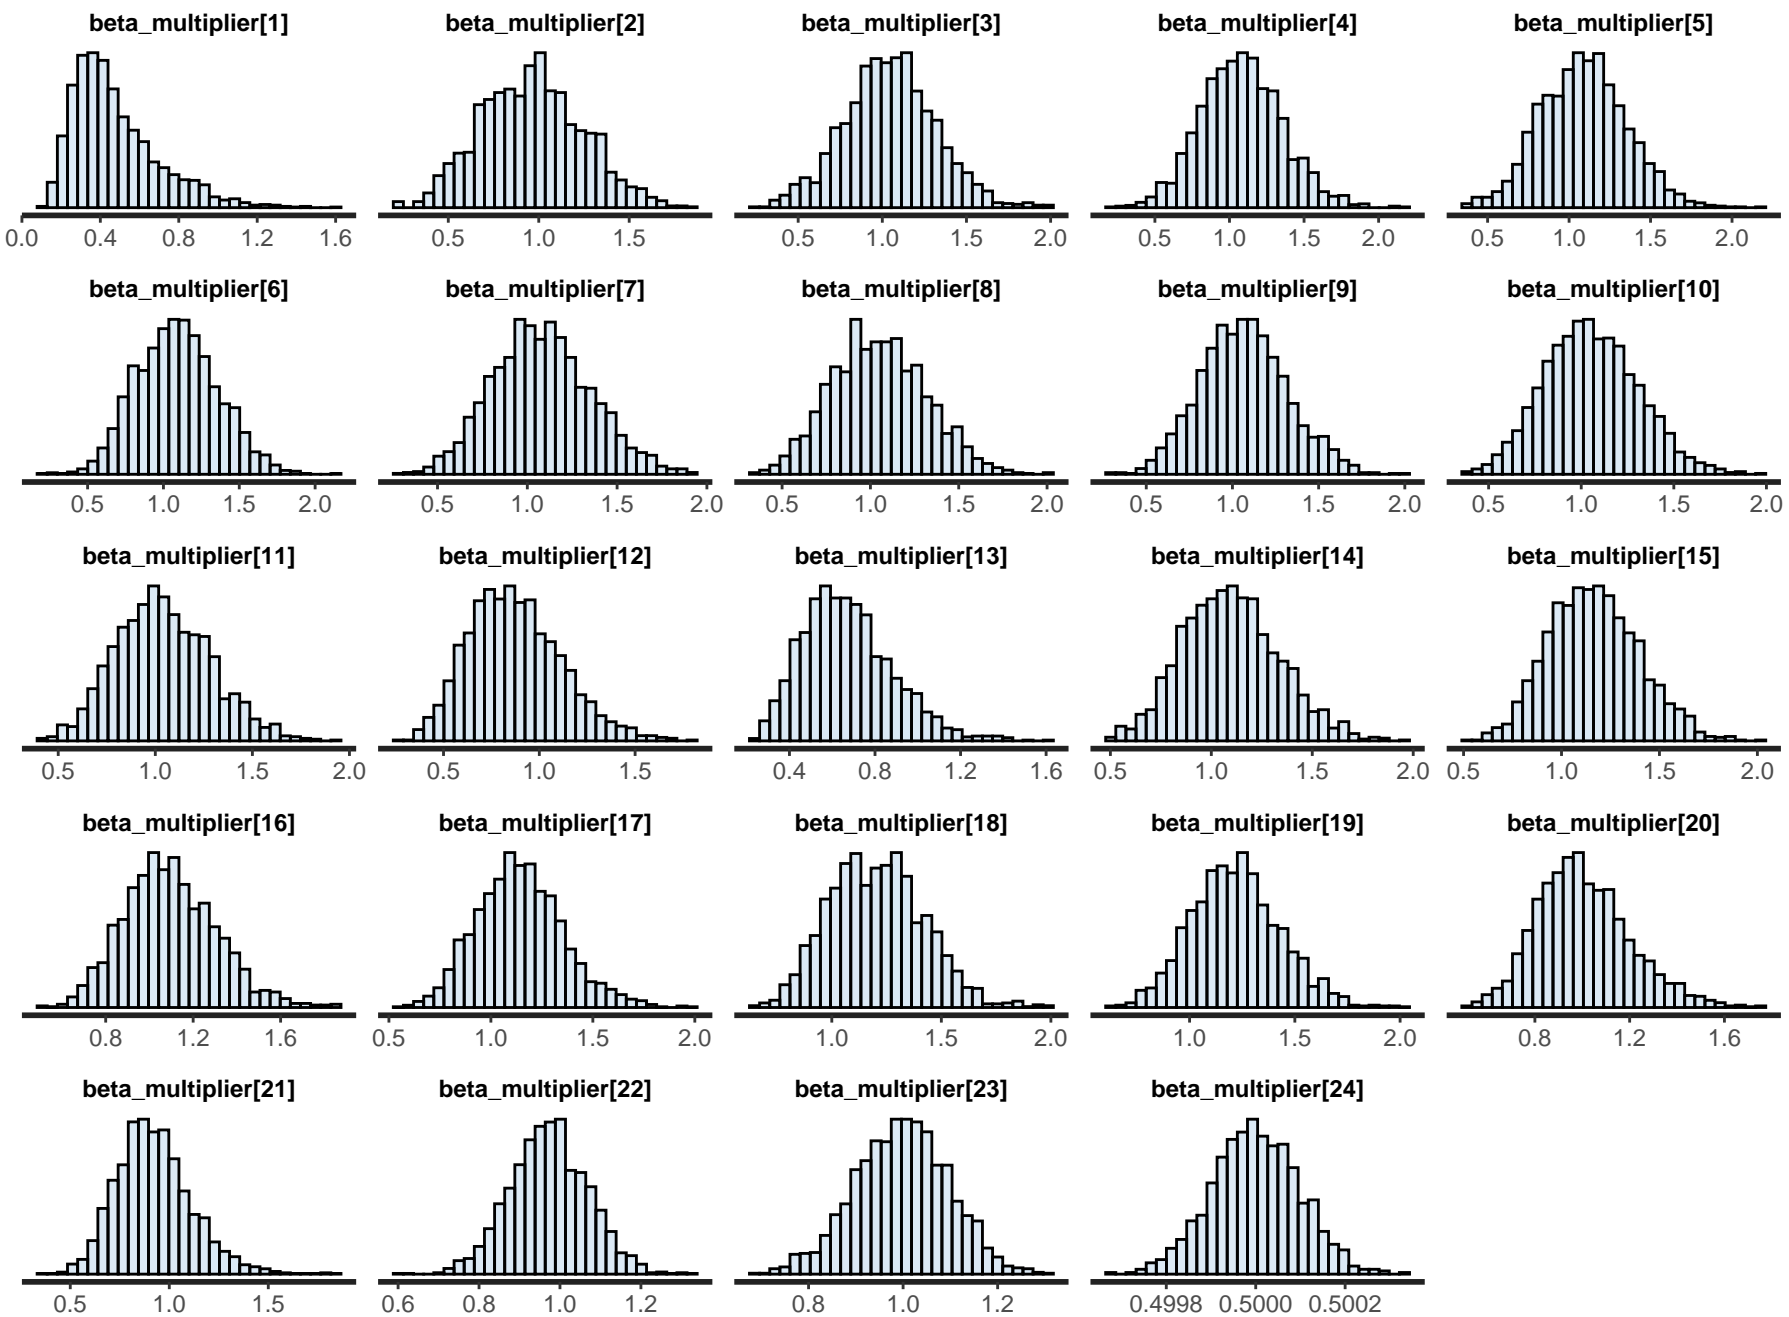 beta_multiplier[1] beta_multiplier[2] beta_multiplier[3] beta_multiplier[4] beta_multiplier[5]
0.0 0.4 0.8 1.2 1.6 0.5 1.0 1.5 0.5 1.0 1.5 2.0 0.5 1.0 1.5 2.0 0.5 1.0 1.5 2.0
beta_multiplier[6] beta_multiplier[7] beta_multiplier[8] beta_multiplier[9] beta_multiplier[10]
0.5 1.0 1.5 2.0 0.5 1.0 1.5 2.0 0.5 1.0 1.5 2.0 0.5 1.0 1.5 2.0 0.5 1.0 1.5 2.0
beta_multiplier[11] beta_multiplier[12] beta_multiplier[13] beta_multiplier[14] beta_multiplier[15]
0.5 1.0 1.5 2.0 0.5 1.0 1.5 0.4 0.8 1.2 1.6 0.5 1.0 1.5 2.0 0.5 1.0 1.5 2.0
beta_multiplier[16] beta_multiplier[17] beta_multiplier[18] beta_multiplier[19] beta_multiplier[20]
0.8 1.2 1.6 0.5 1.0 1.5 2.0 1.0 1.5 2.0 1.0 1.5 2.0 0.8 1.2 1.6
beta_multiplier[21] beta_multiplier[22] beta_multiplier[23] beta_multiplier[24]
0.5 1.0 1.5 0.6 0.8 1.0 1.2 0.8 1.0 1.2 0.4998 0.5000 0.5002